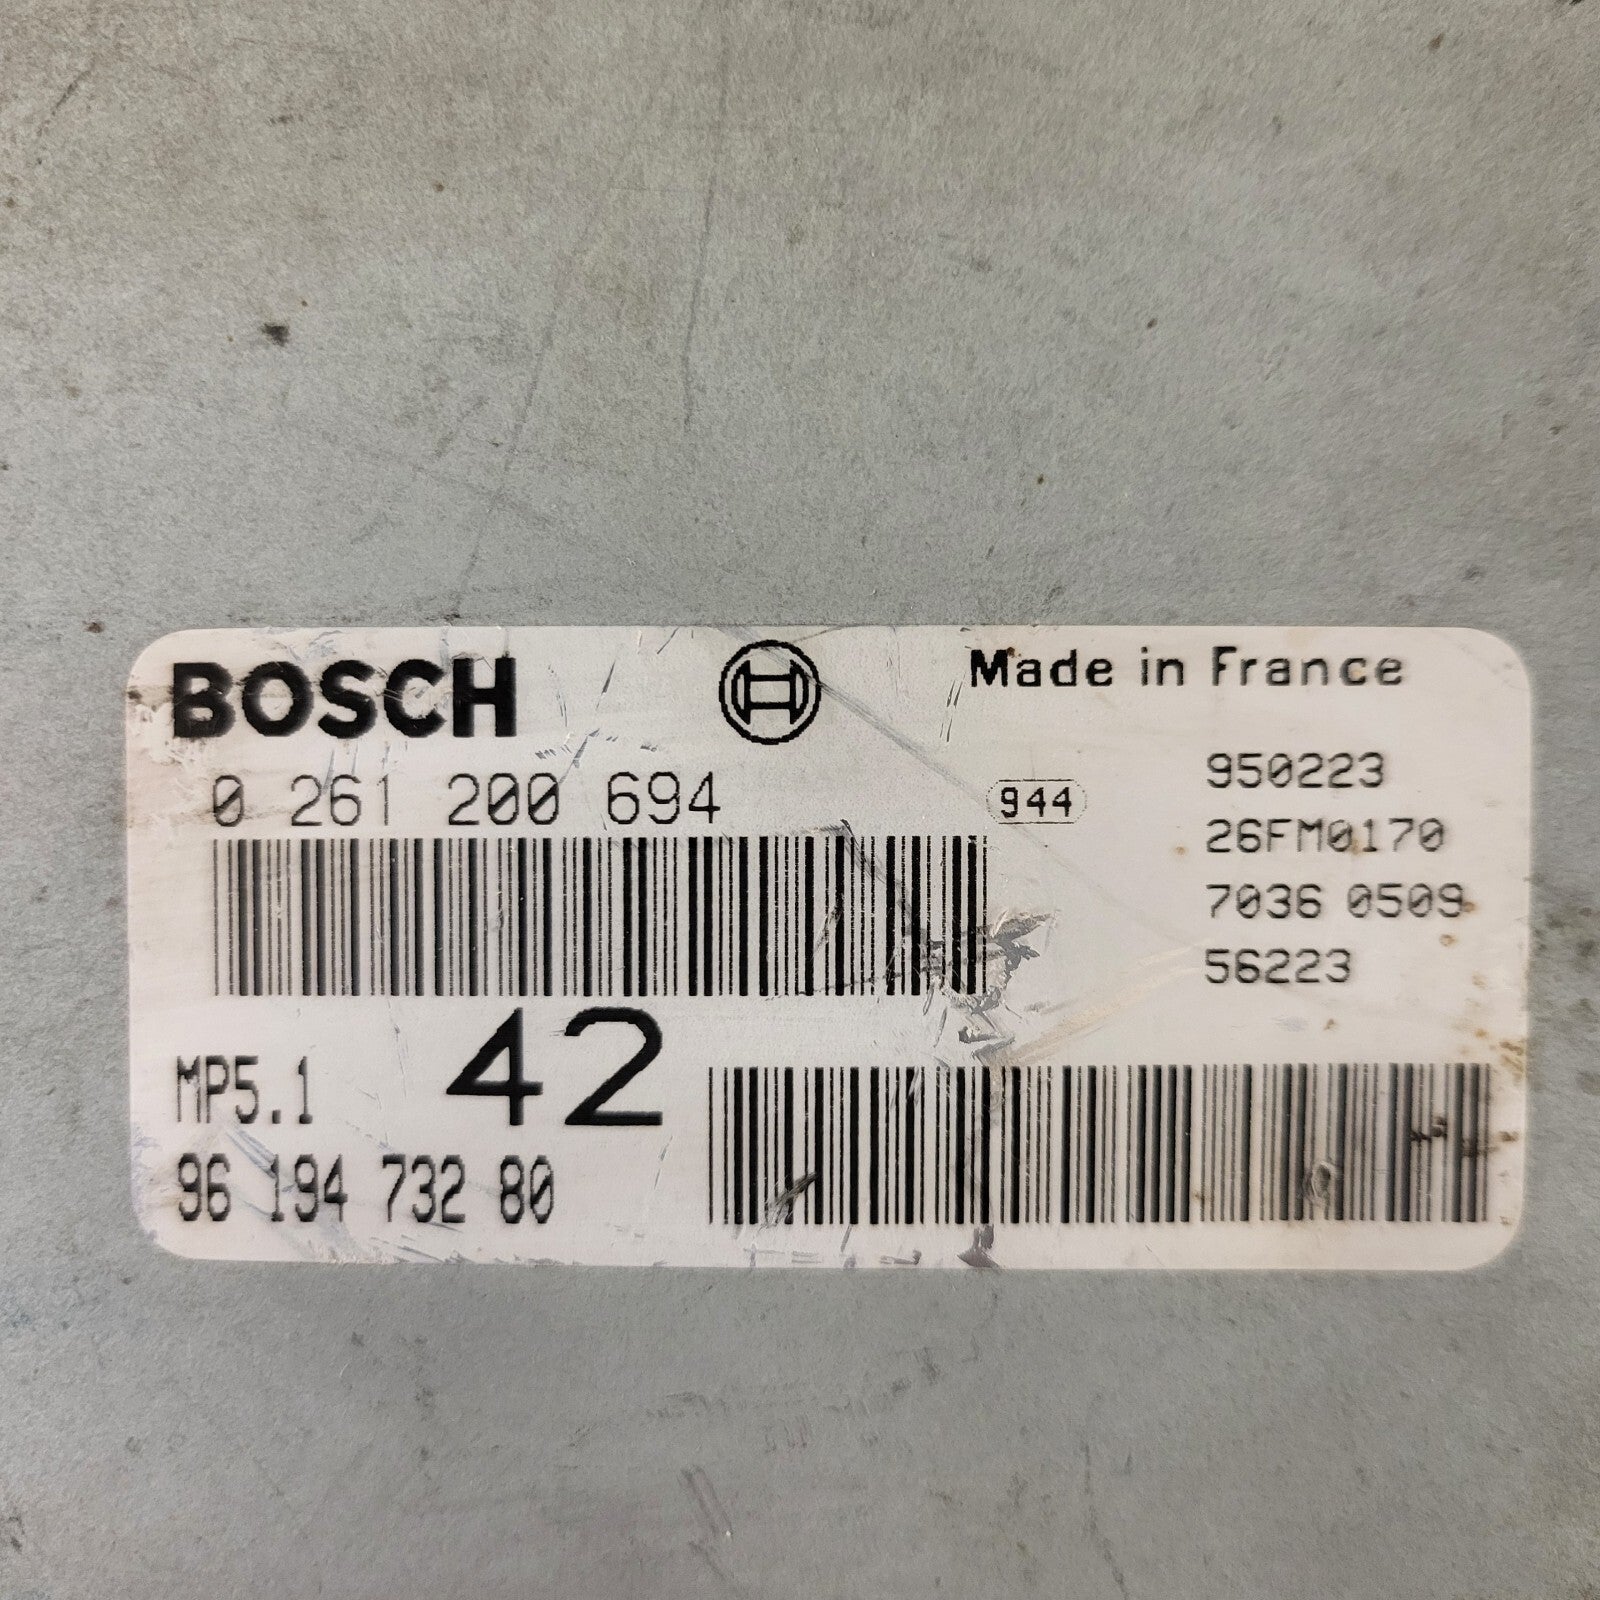 BOSCH
Made in France
0 261 200 694
944
950223
26FM0170
7036 0509
56223
MP5.1
42
96 194 732 80